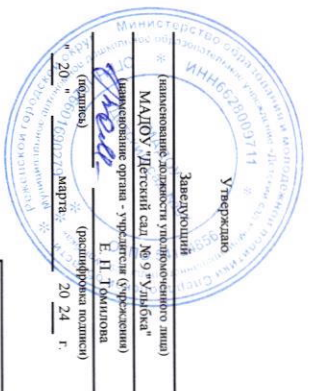 Утверждаю
Заведующий
(наименование должности уполномоченного лица)
МАДОУ "Детский сад № 9 "Улыбка"
(наименование органа - учредителя (учреждения)
Е. П. Томилова
(подпись) (расшифровка подписи)
" 20 " марта 20 24 г.
Министерство образования и молодежной политики
ИНН6628003711